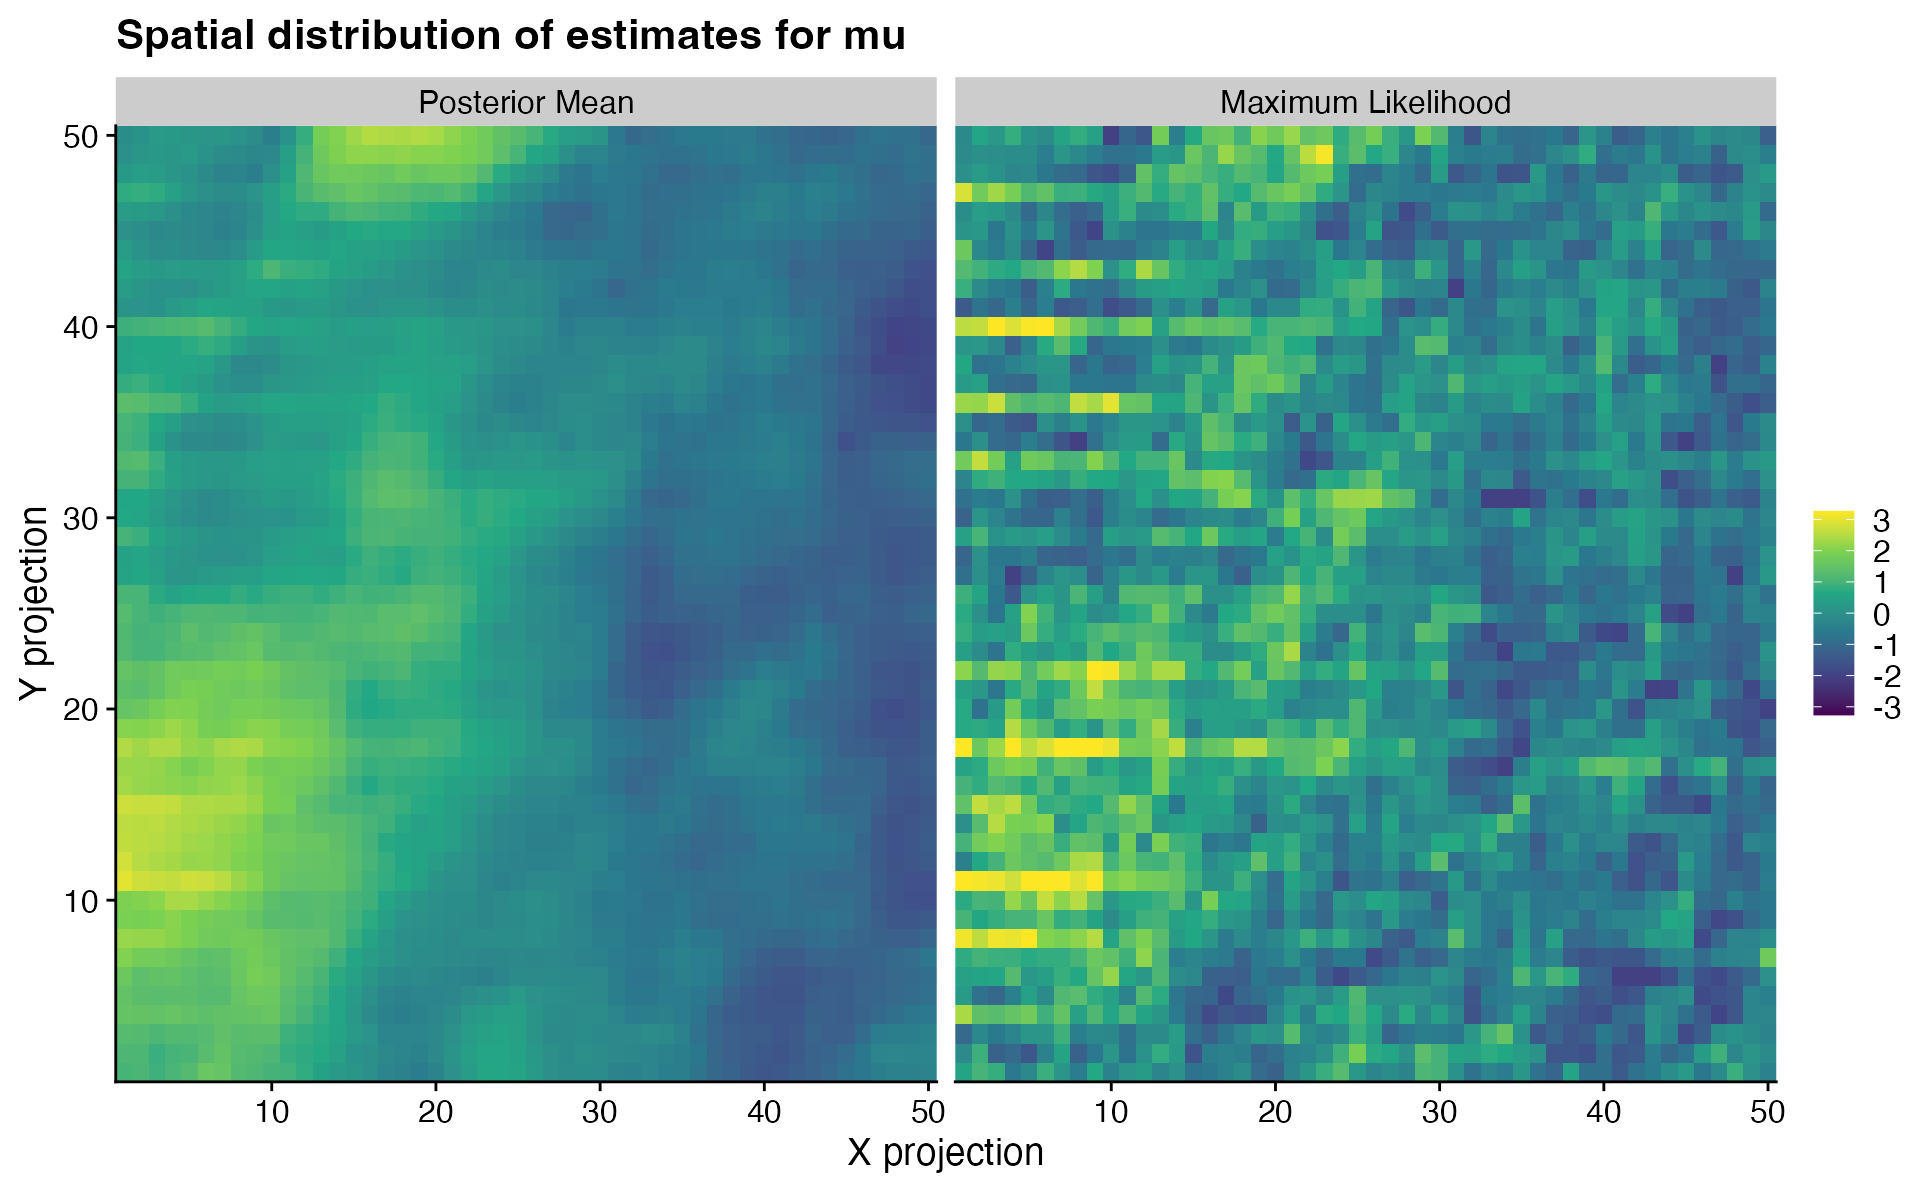 Spatial distribution of estimates for mu
Posterior Mean
Maximum Likelihood
50
40
30
20
10
Y projection
10 20 30 40 50
10 20 30 40 50
X projection
3
2
1
0
-1
-2
-3